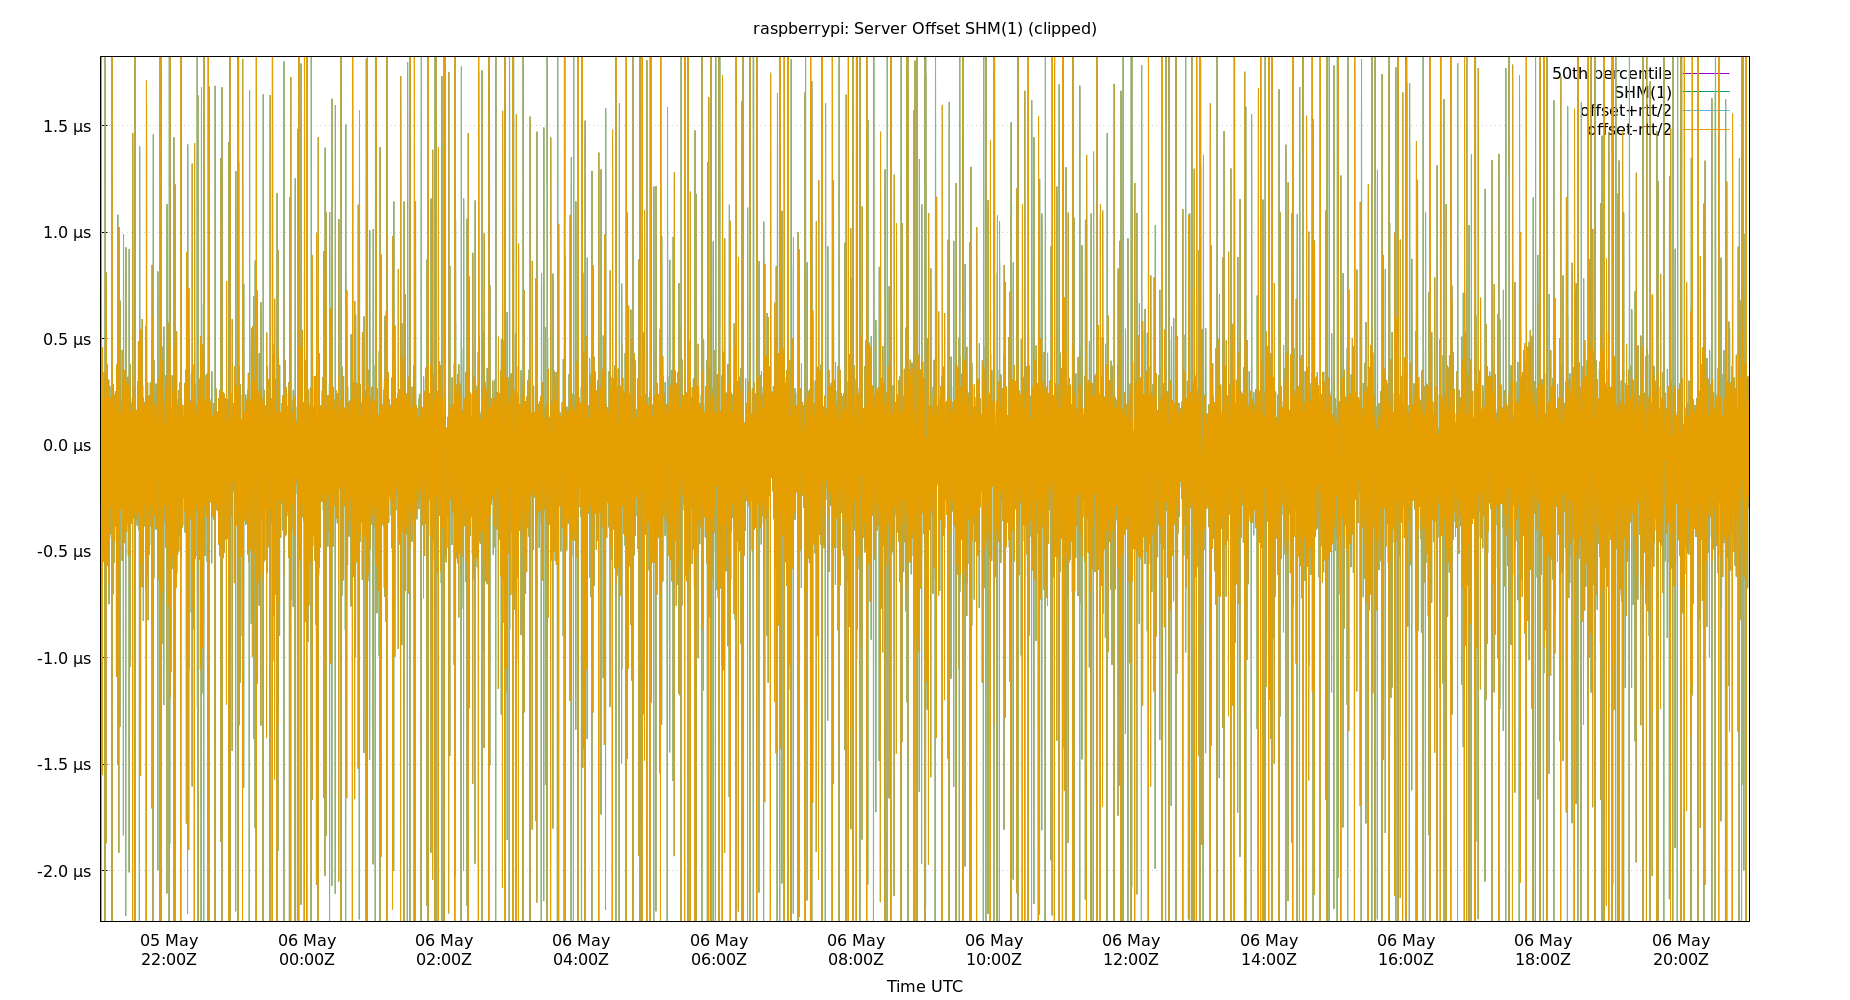 raspberrypi: Server Offset SHM(1) (clipped)
50th percentile
SHM(1)
offset+rtt/2
offset-rtt/2
1.5 µs
1.0 µs
0.5 µs
0.0 µs
-0.5 µs
-1.0 µs
-1.5 µs
-2.0 µs
05 May 06 May 06 May 06 May 06 May 06 May 06 May 06 May 06 May 06 May 06 May 06 May
22:00Z 00:00Z 02:00Z 04:00Z 06:00Z 08:00Z 10:00Z 12:00Z 14:00Z 16:00Z 18:00Z 20:00Z
Time UTC